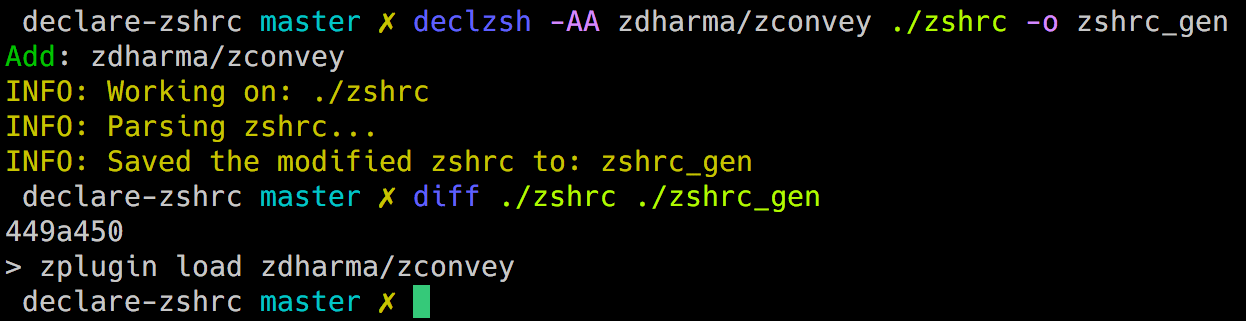 declare-zshrc master ✗ declzsh -AA zdharma/zconvey ./zshrc -o zshrc_gen
Add: zdharma/zconvey
INFO: Working on: ./zshrc
INFO: Parsing zshrc...
INFO: Saved the modified zshrc to: zshrc_gen
declare-zshrc master ✗ diff ./zshrc ./zshrc_gen
449a450
> zplugin load zdharma/zconvey
declare-zshrc master ✗